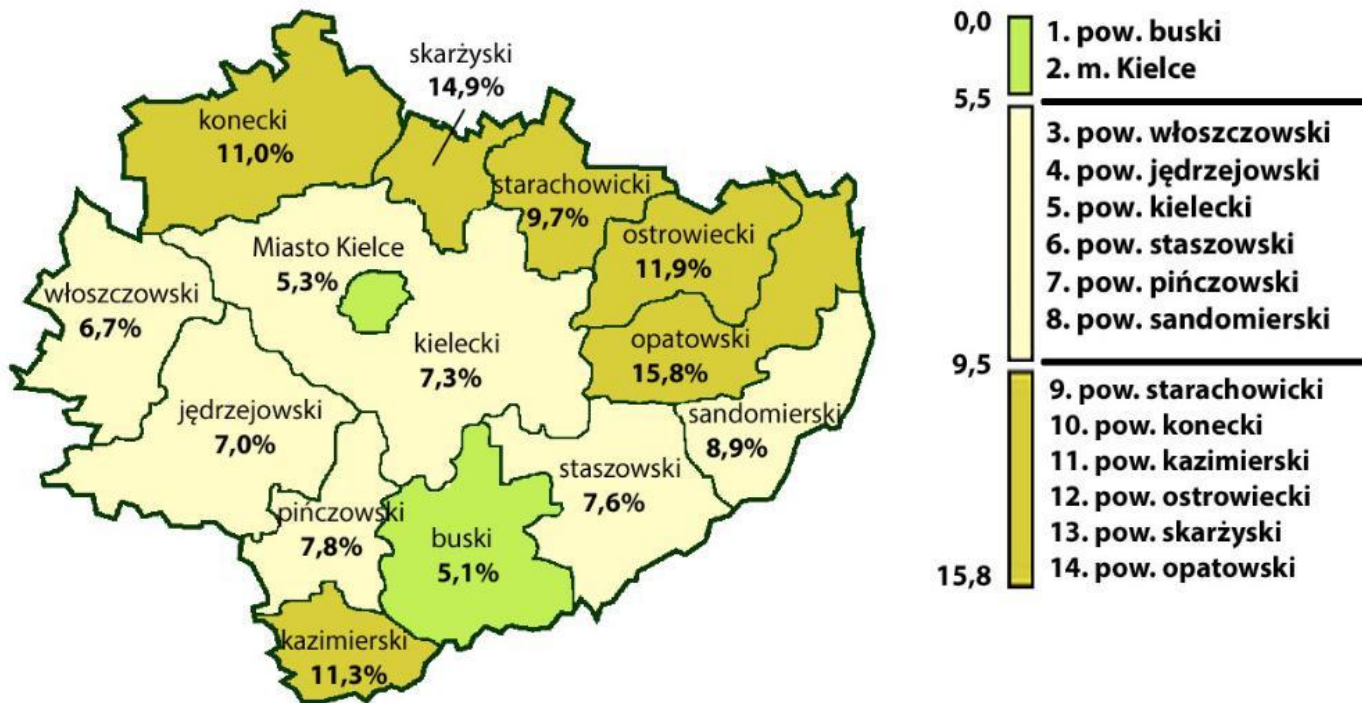 skarżyski
14,9%
konecki
11,0%
starachowicki
9,7%
ostrowiecki
11,9%
Miasto Kielce
5,3%
włoszczowski
6,7%
kielecki
7,3%
opatowski
15,8%
jędrzejowski
7,0%
sandomierski
8,9%
staszowski
7,6%
pińczowski
7,8%
buski
5,1%
kazimierski
11,3%
0,0
1. pow. buski
2. m. Kielce
5,5
3. pow. włoszczowski
4. pow. jędrzejowski
5. pow. kielecki
6. pow. staszowski
7. pow. pińczowski
8. pow. sandomierski
9,5
9. pow. starachowicki
10. pow. konecki
11. pow. kazimierski
12. pow. ostrowiecki
13. pow. skarżyski
14. pow. opatowski
15,8